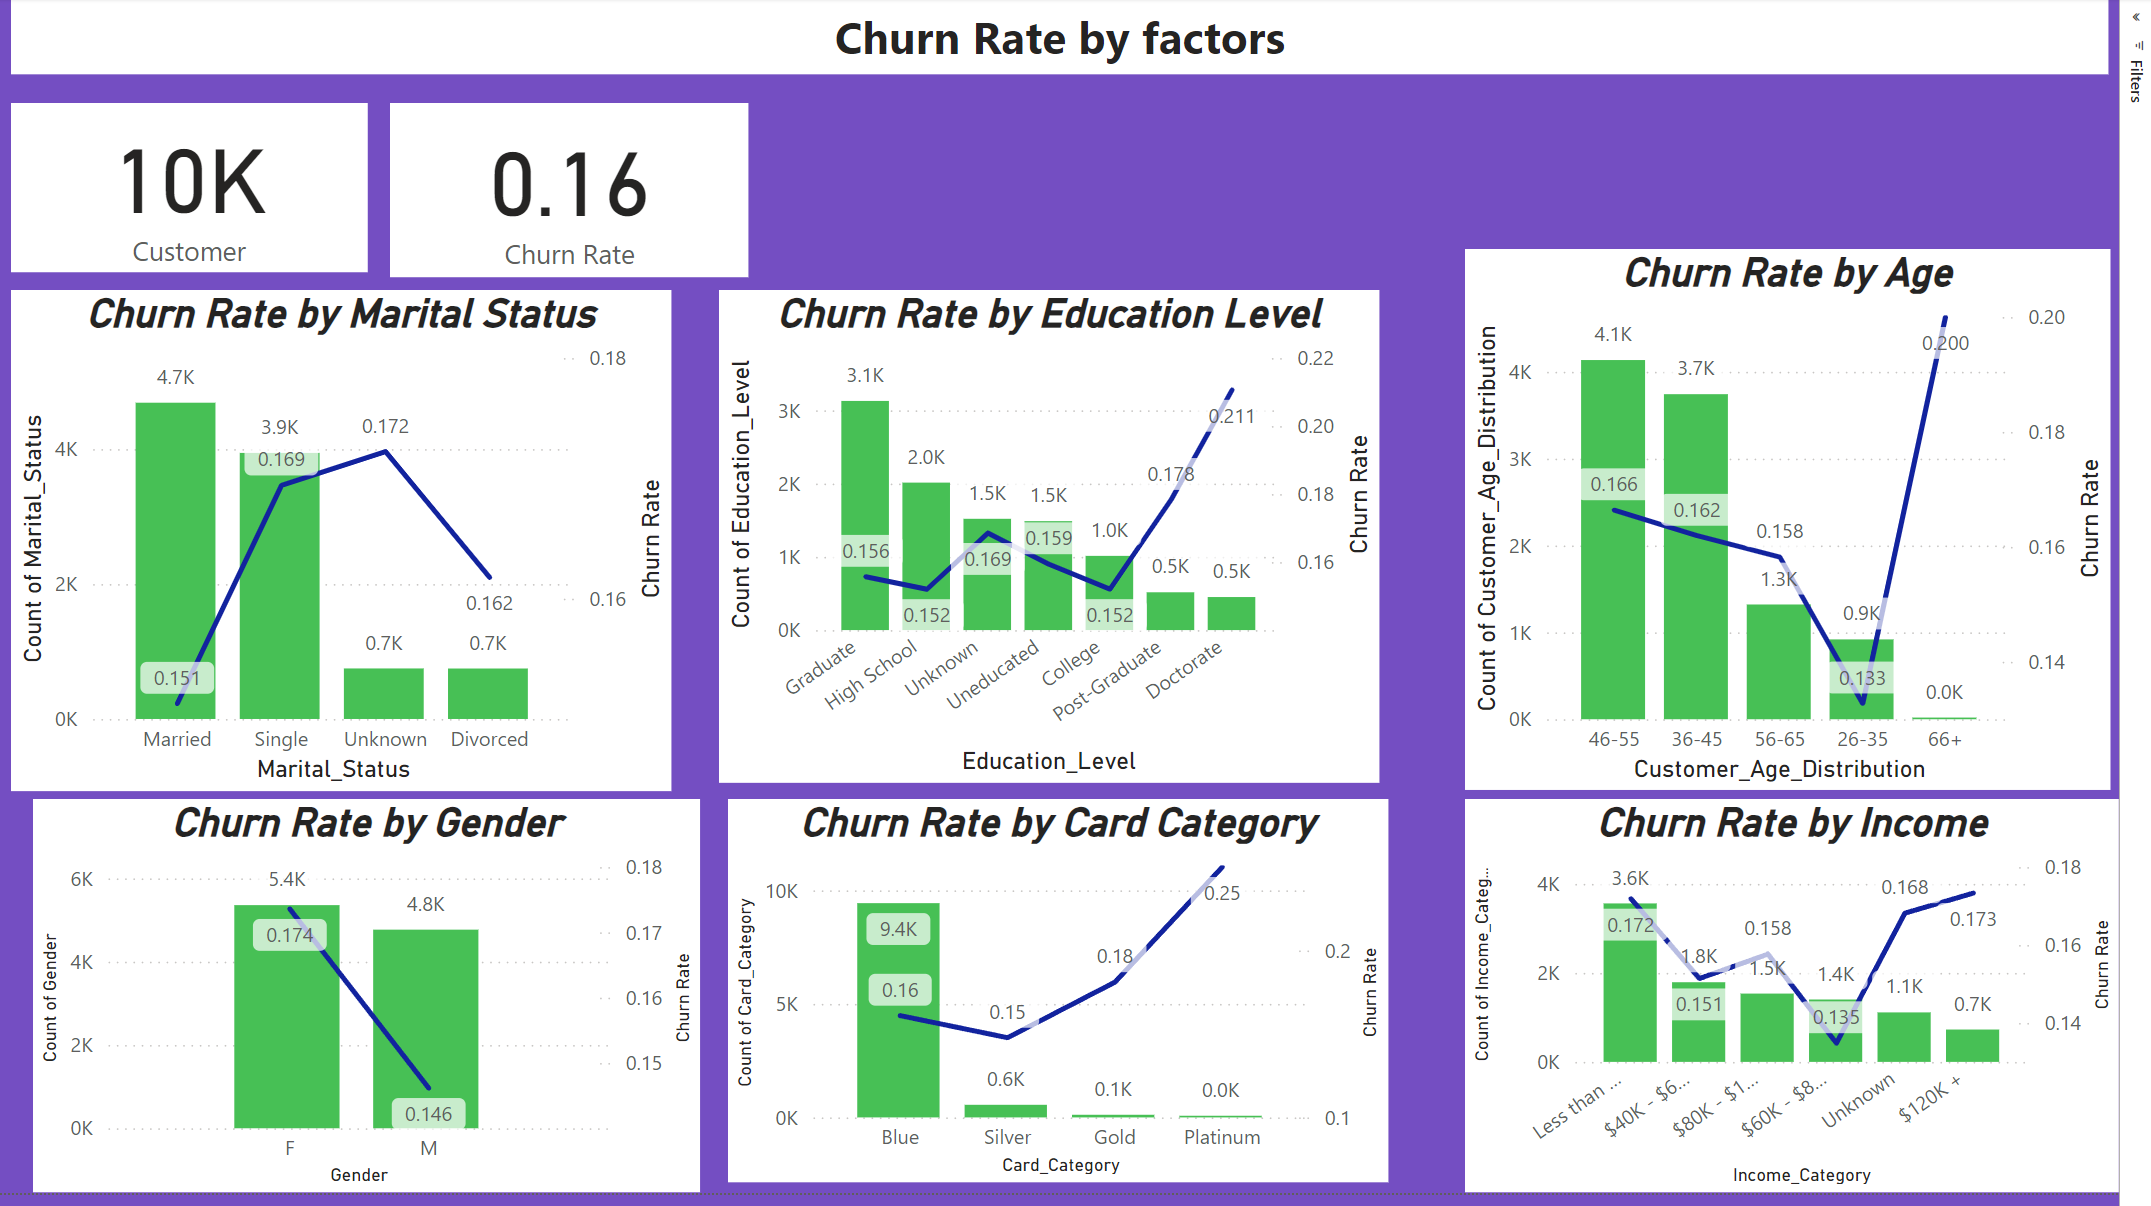 Churn Rate by factors
«
Filters
10K
Customer
0.16
Churn Rate
Churn Rate by Marital Status
Count of Marital_Status
4K
2K
0K
4.7K
3.9K
0.7K
0.7K
0.151
0.169
0.172
0.162
0.18
0.16
Churn Rate
Married
Single
Unknown
Divorced
Marital_Status
Churn Rate by Education Level
Count of Education_Level
3K
2K
1K
0K
3.1K
2.0K
1.5K
1.5K
1.0K
0.5K
0.5K
0.156
0.152
0.169
0.159
0.152
0.178
0.211
0.22
0.20
0.18
0.16
Churn Rate
Graduate
High School
Unknown
Uneducated
College
Post-Graduate
Doctorate
Education_Level
Churn Rate by Age
Count of Customer_Age_Distribution
4K
3K
2K
1K
0K
4.1K
3.7K
1.3K
0.9K
0.0K
0.166
0.162
0.158
0.133
0.200
0.20
0.18
0.16
0.14
Churn Rate
46-55
36-45
56-65
26-35
66+
Customer_Age_Distribution
Churn Rate by Gender
Count of Gender
6K
4K
2K
0K
5.4K
4.8K
0.174
0.146
0.18
0.17
0.16
0.15
Churn Rate
F
M
Gender
Churn Rate by Card Category
Count of Card_Category
10K
5K
0K
9.4K
0.6K
0.1K
0.0K
0.16
0.15
0.18
0.25
0.2
0.1
Churn Rate
Blue
Silver
Gold
Platinum
Card_Category
Churn Rate by Income
Count of Income_Categ...
4K
2K
0K
3.6K
1.8K
1.5K
1.4K
1.1K
0.7K
0.172
0.151
0.158
0.135
0.168
0.173
0.18
0.16
0.14
Churn Rate
Less than ...
$40K - $6...
$80K - $1...
$60K - $8...
Unknown
$120K +
Income_Category